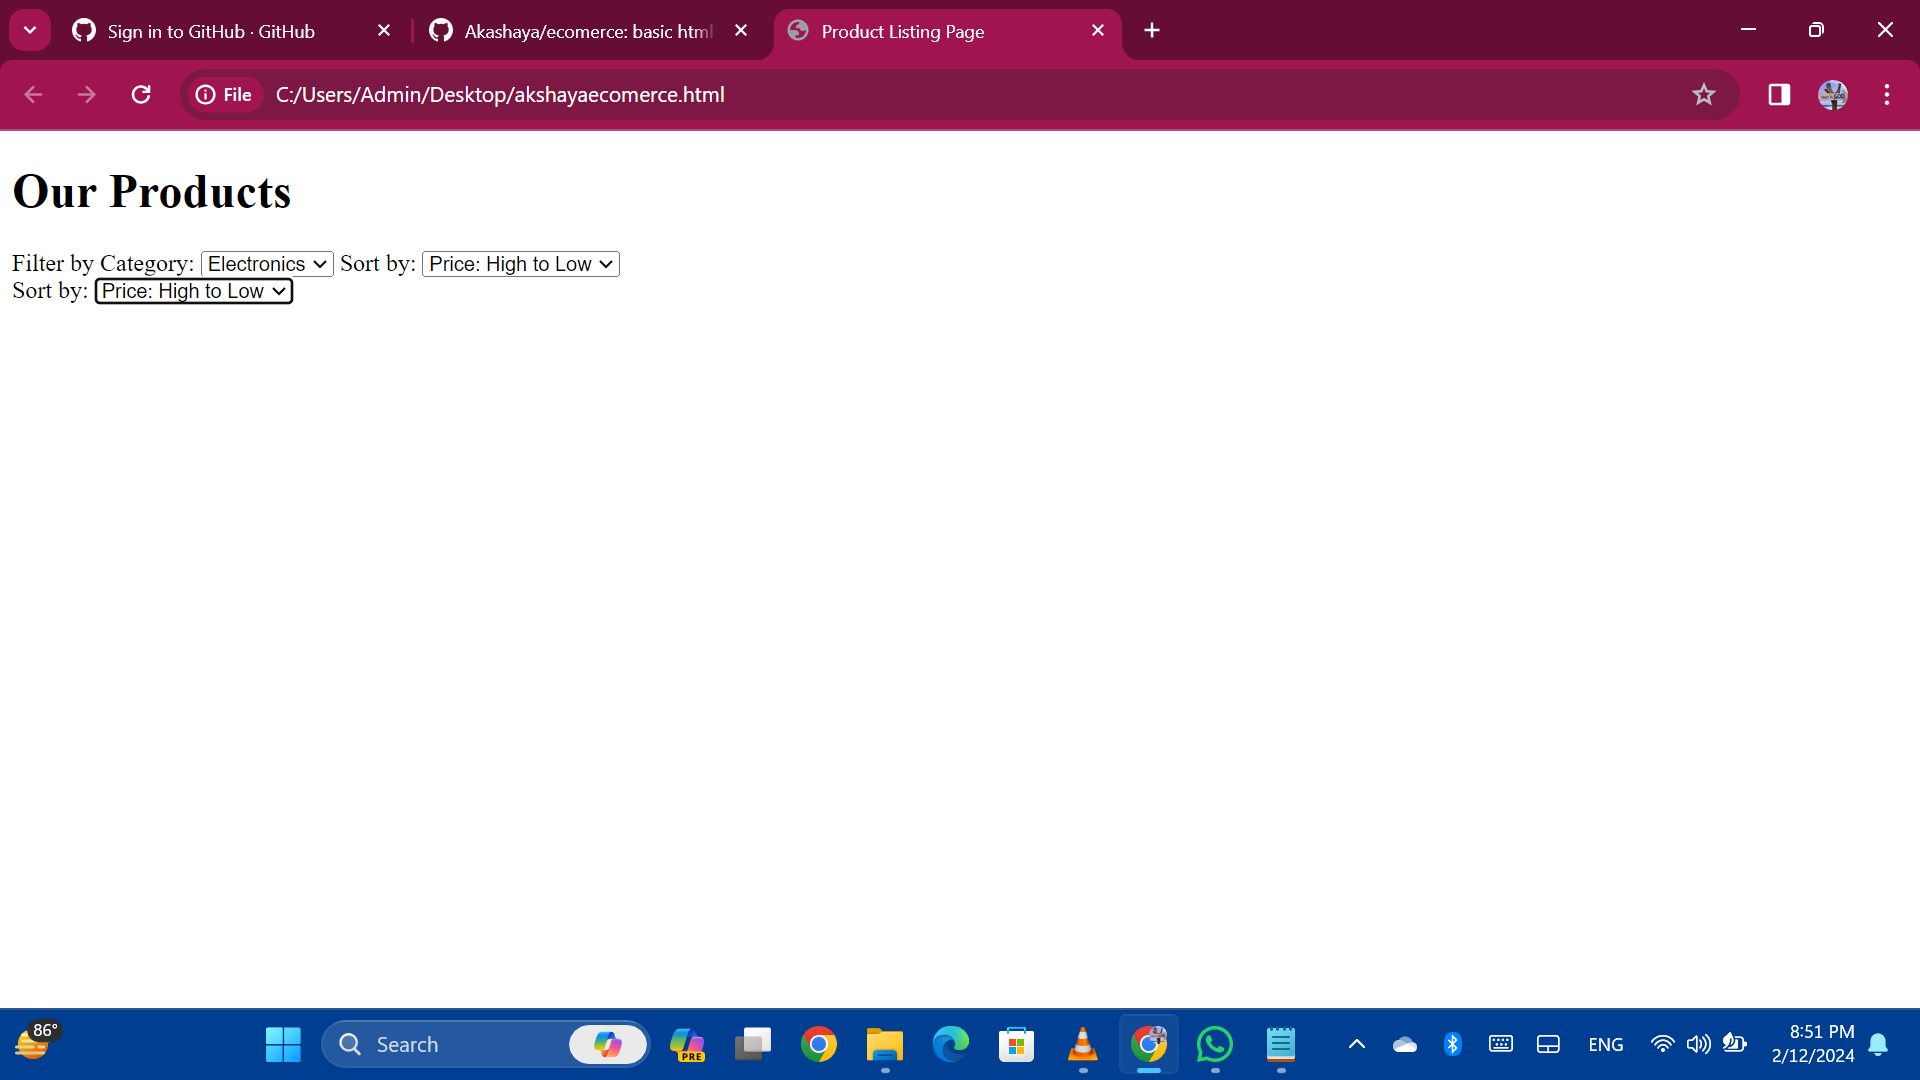 Sign in to GitHub · GitHub
Akashaya/ecomerce: basic html
Product Listing Page
File
C:/Users/Admin/Desktop/akshayaecomerce.html
Our Products
Filter by Category: Electronics Sort by: Price: High to Low
Sort by: Price: High to Low
86°
Search
PRE
ENG
8:51 PM
2/12/2024